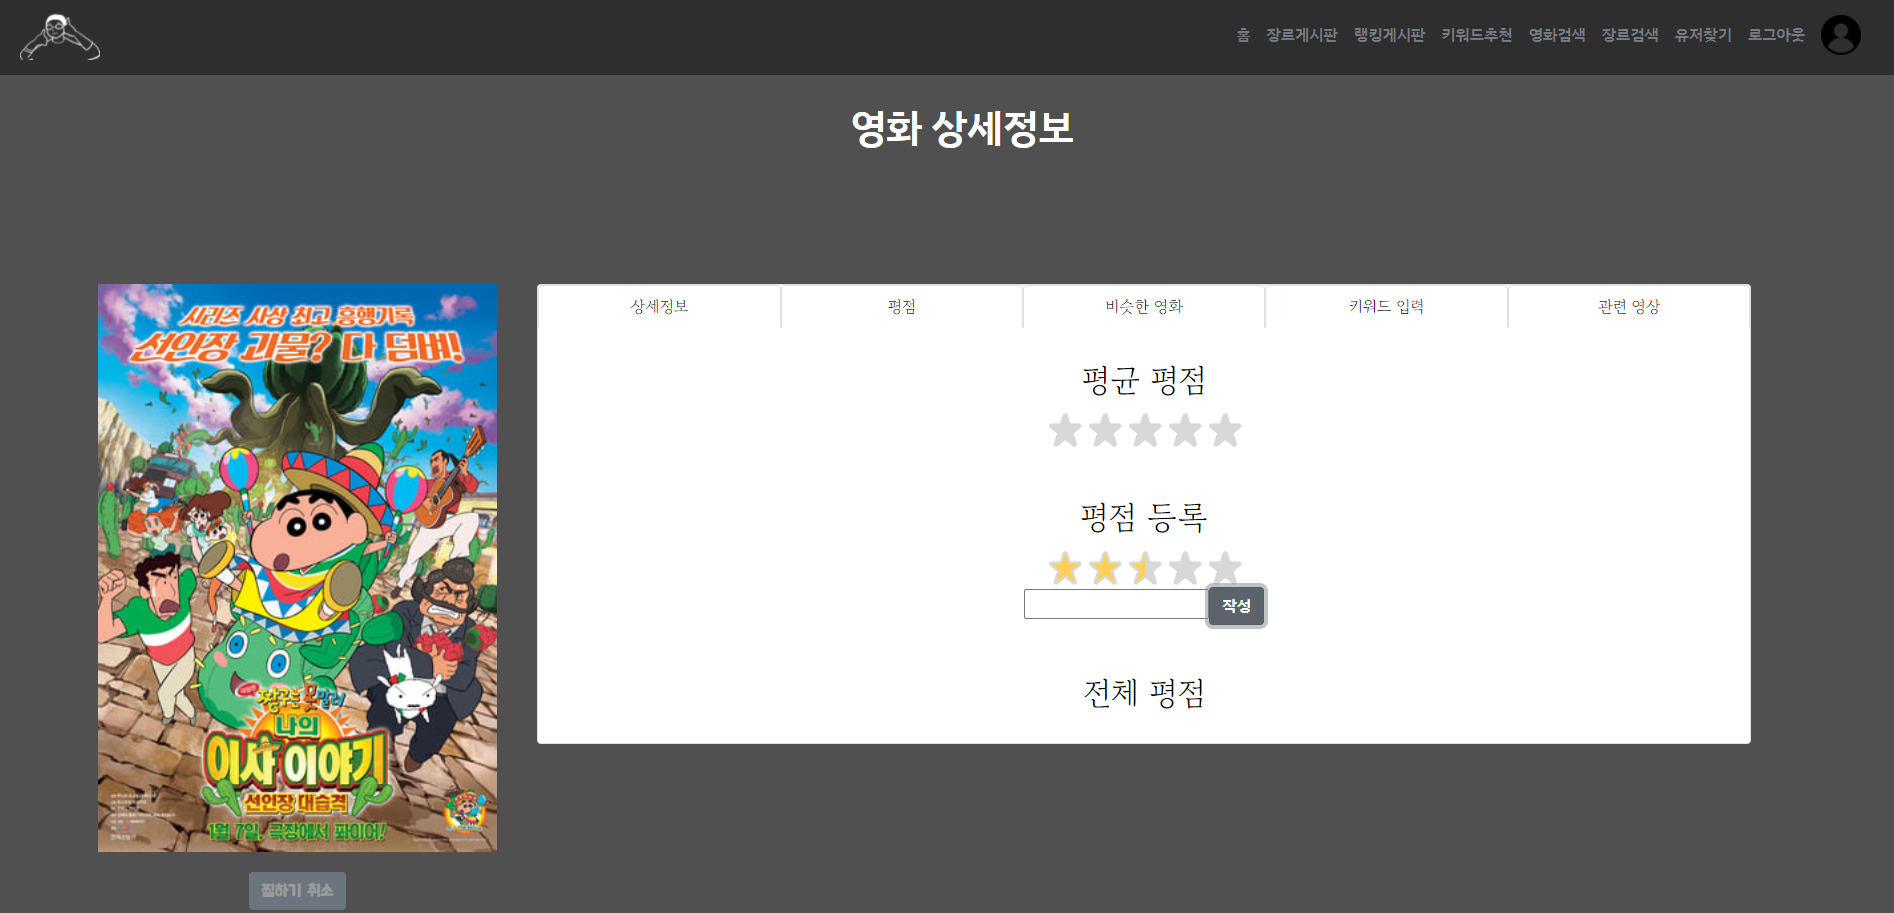 홈 장르게시판 랭킹게시판 키워드추천 영화검색 장르검색 유저찾기 로그아웃
영화 상세정보
시리즈 사상 최고 흥행기록
선인장 괴물? 다 덤벼!
짱구는 못말려
나의
이사 이야기
선인장 대습격
1월 7일, 극장에서 퐈이어!
찜하기 취소
상세정보 평점 비슷한 영화 키워드 입력 관련 영상
평균 평점
평점 등록
작성
전체 평점